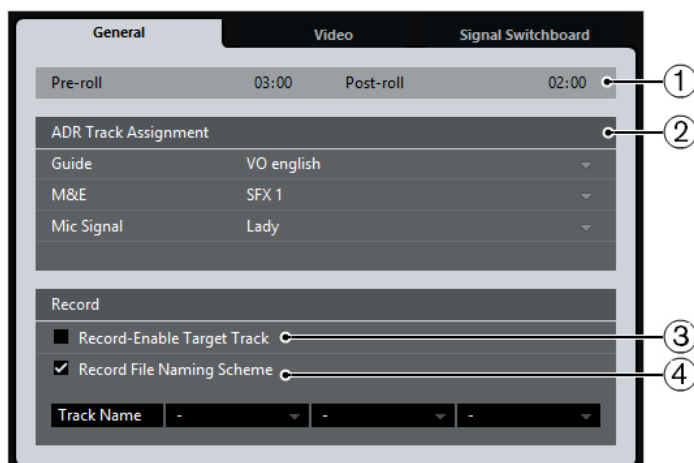 General Video Signal Switchboard
Pre-roll 03:00 Post-roll 02:00 1
ADR Track Assignment 2
Guide VO english
M&E SFX 1
Mic Signal Lady
Record
Record-Enable Target Track 3
Record File Naming Scheme 4
Track Name - - -